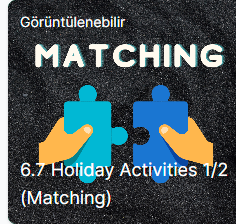 Görüntülenebilir
MATCHING
6.7 Holiday Activities 1/2
(Matching)